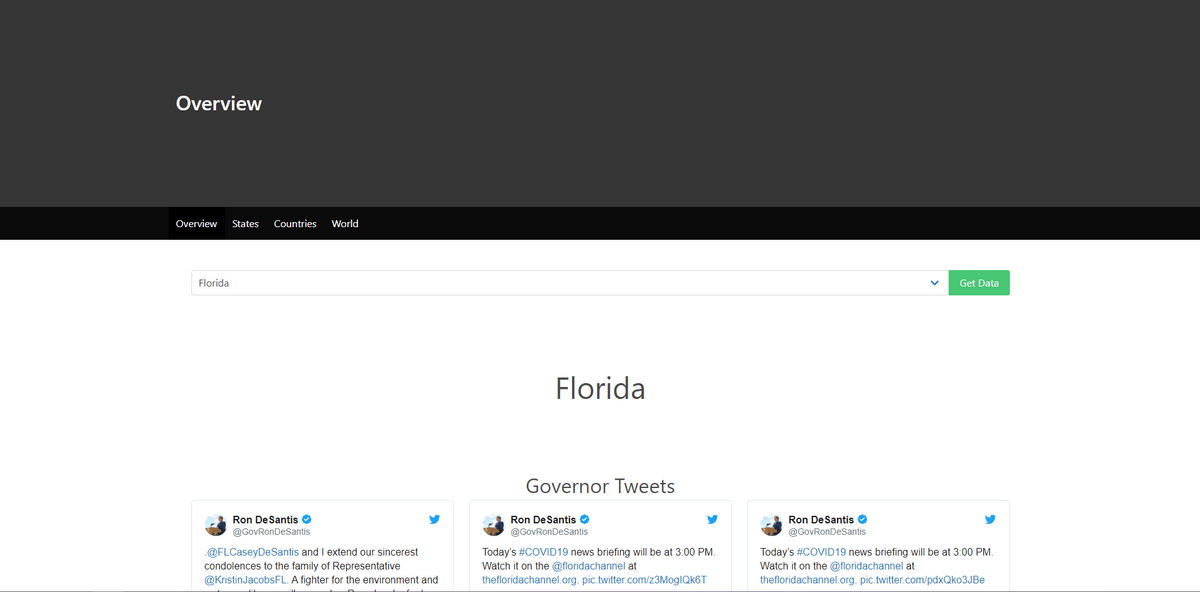 Overview
Overview States Countries World
Florida
Get Data
Florida
Governor Tweets
Ron DeSantis
@GovRonDeSantis
.@FLCaseyDeSantis and I extend our sincerest
condolences to the family of Representative
@KristinJacobsFL. A fighter for the environment and
Ron DeSantis
@GovRonDeSantis
Today's #COVID19 news briefing will be at 3:00 PM.
Watch it on the @floridachannel at
thefloridachannel.org. pic.twitter.com/z3MoglQk6T
Ron DeSantis
@GovRonDeSantis
Today's #COVID19 news briefing will be at 3:00 PM.
Watch it on the @floridachannel at
thefloridachannel.org. pic.twitter.com/pdxQko3JBe